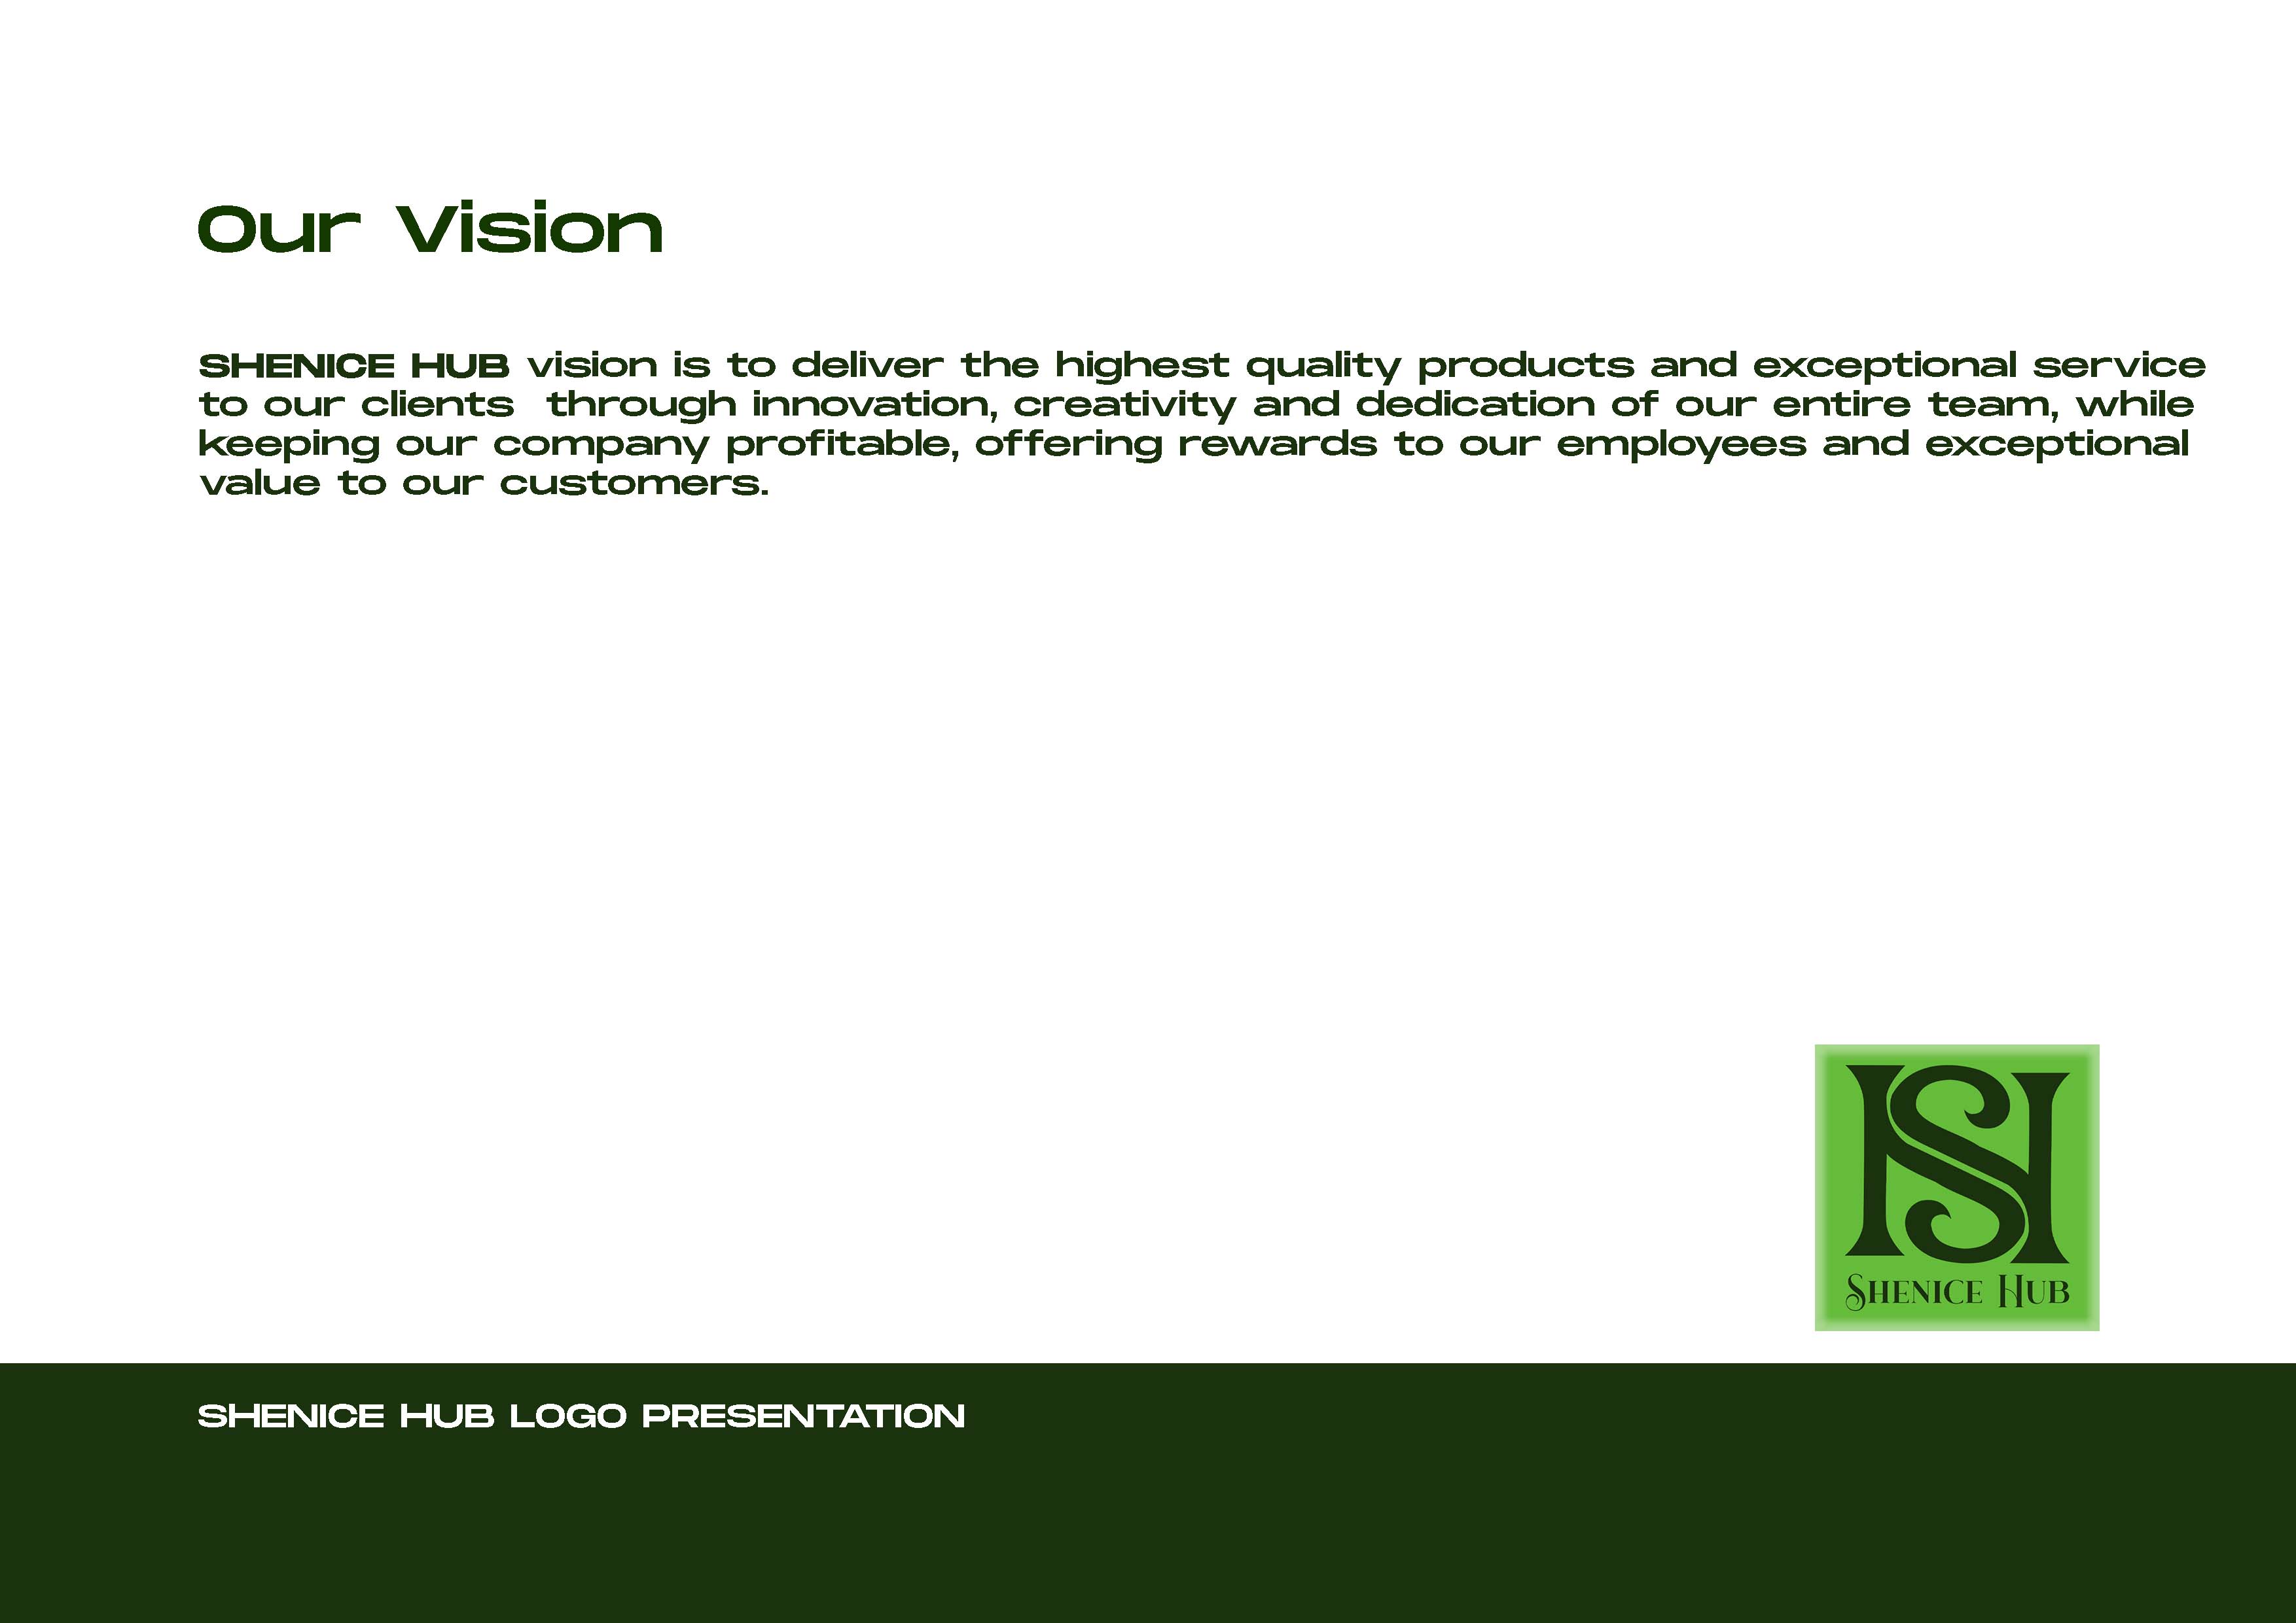 Our Vision
SHENICE HUB vision is to deliver the highest quality products and exceptional service
to our clients  through innovation, creativity and dedication of our entire team, while
keeping our company profitable, offering rewards to our employees and exceptional
value to our customers.
SH
SHENICE HUB
SHENICE HUB LOGO PRESENTATION